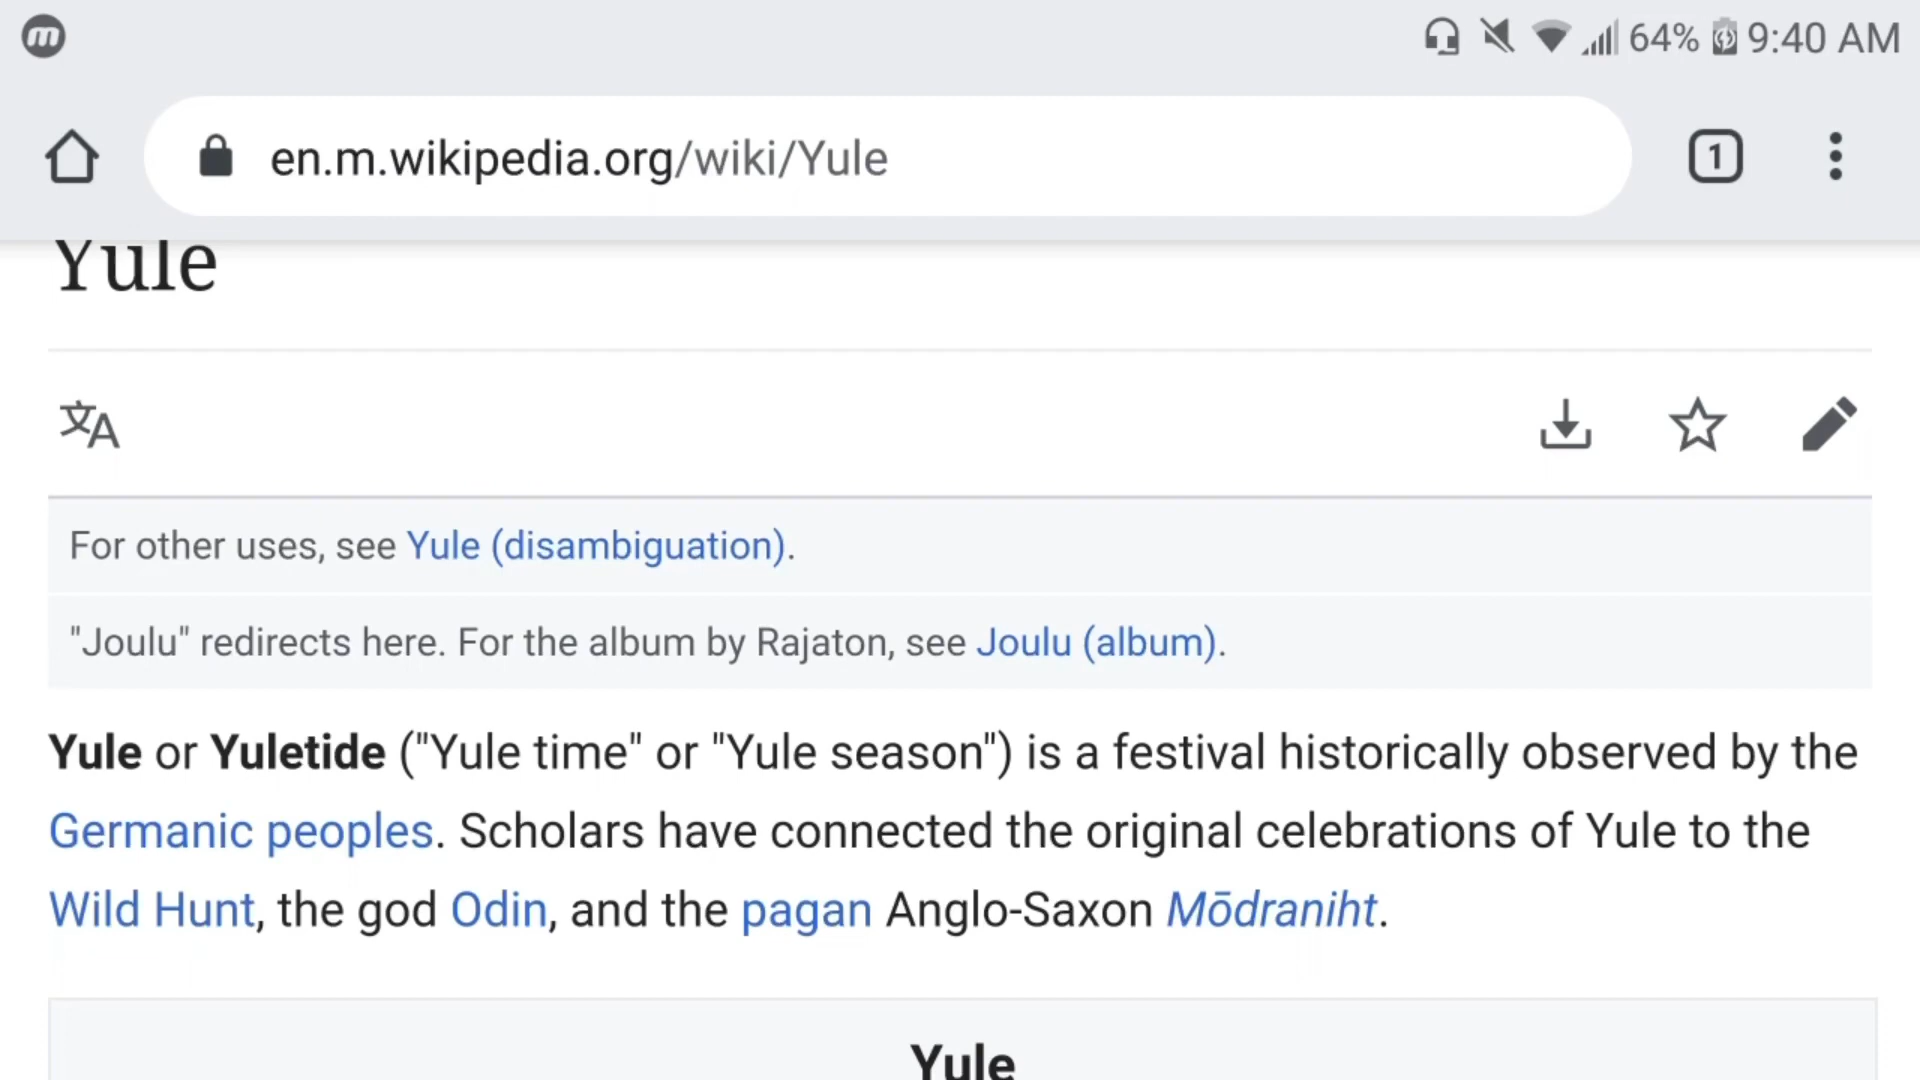 64% 9:40 AM
en.m.wikipedia.org/wiki/Yule
1
Yule
For other uses, see Yule (disambiguation).
"Joulu" redirects here. For the album by Rajaton, see Joulu (album).
Yule or Yuletide ("Yule time" or "Yule season") is a festival historically observed by the
Germanic peoples. Scholars have connected the original celebrations of Yule to the
Wild Hunt, the god Odin, and the pagan Anglo-Saxon Mōdraniht.
Yule